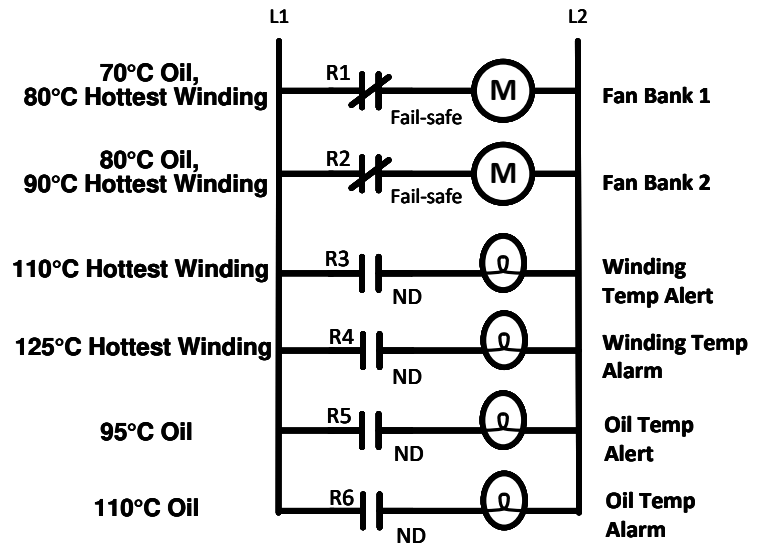 L1
L2
70°C Oil,
80°C Hottest Winding
R1
Fail-safe
M
Fan Bank 1
80°C Oil,
90°C Hottest Winding
R2
Fail-safe
M
Fan Bank 2
110°C Hottest Winding
R3
ND
Winding
Temp Alert
125°C Hottest Winding
R4
ND
Winding Temp
Alarm
95°C Oil
R5
ND
Oil Temp
Alert
110°C Oil
R6
ND
Oil Temp
Alarm